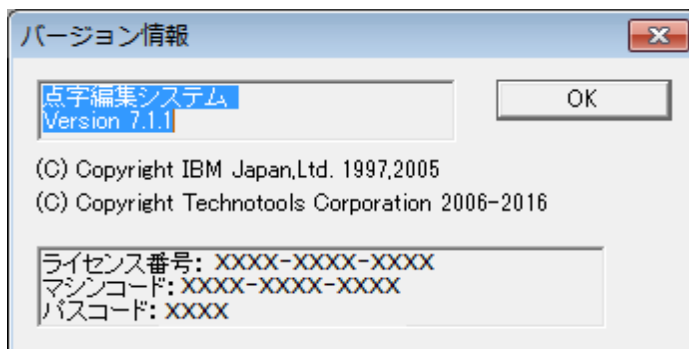 バージョン情報
点字編集システム
Version 7.1.1
OK
(C) Copyright IBM Japan,Ltd. 1997,2005
(C) Copyright Technotools Corporation 2006-2016
ライセンス番号: XXXX-XXXX-XXXX
マシンコード: XXXX-XXXX-XXXX
パスコード: XXXX